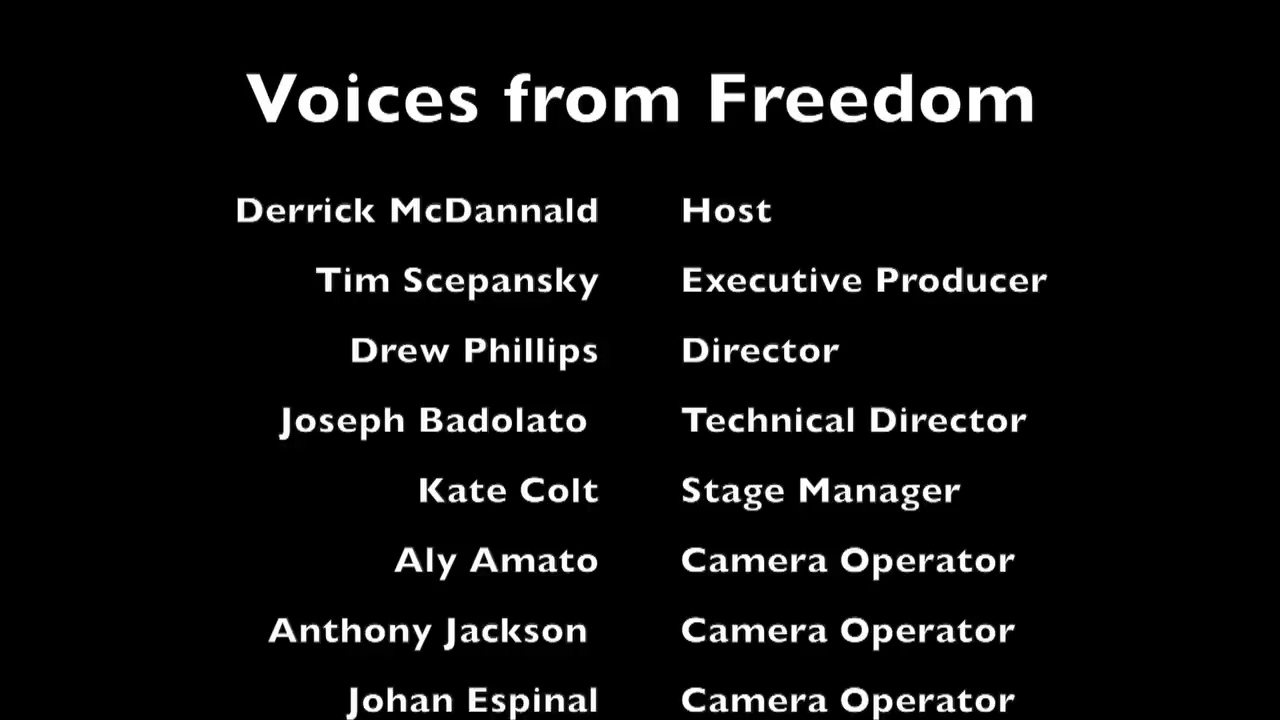 Voices from Freedom
Derrick McDannald Host
Tim Scepansky Executive Producer
Drew Phillips Director
Joseph Badolato Technical Director
Kate Colt Stage Manager
Aly Amato Camera Operator
Anthony Jackson Camera Operator
Johan Espinal Camera Operator